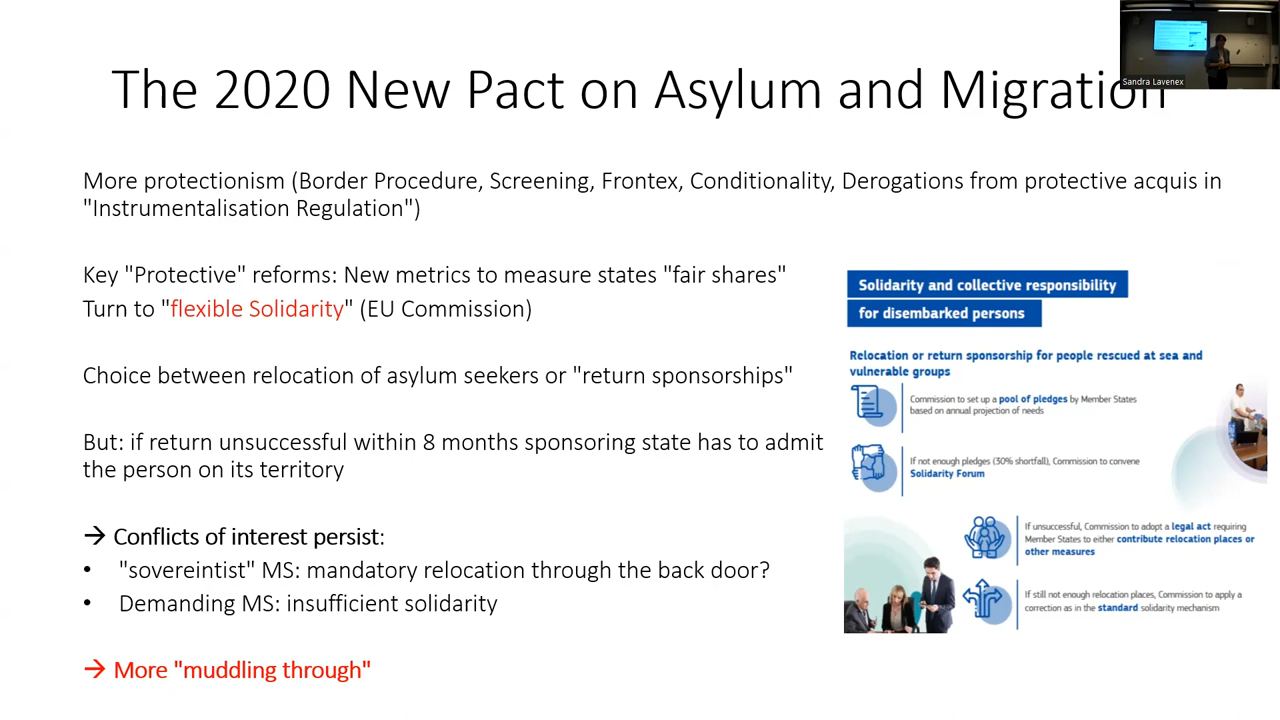 Sandra Lavenex
The 2020 New Pact on Asylum and Migration
More protectionism (Border Procedure, Screening, Frontex, Conditionality, Derogations from protective acquis in
"Instrumentalisation Regulation")
Key "Protective" reforms: New metrics to measure states "fair shares"
Turn to "flexible Solidarity" (EU Commission)
Choice between relocation of asylum seekers or "return sponsorships"
But: if return unsuccessful within 8 months sponsoring state has to admit
the person on its territory
→ Conflicts of interest persist:
• "sovereintist" MS: mandatory relocation through the back door?
• Demanding MS: insufficient solidarity
→ More "muddling through"
Solidarity and collective responsibility
for disembarked persons
Relocation or return sponsorship for people rescued at sea and
vulnerable groups
Commission to set up a pool of pledges by Member States
based on annual projection of needs
If not enough pledges (30% shortfall), Commission to convene
Solidarity Forum
If unsuccessful, Commission to adopt a legal act requiring
Member States to either contribute relocation places or
other measures
If still not enough relocation places, Commission to apply a
correction as in the standard solidarity mechanism